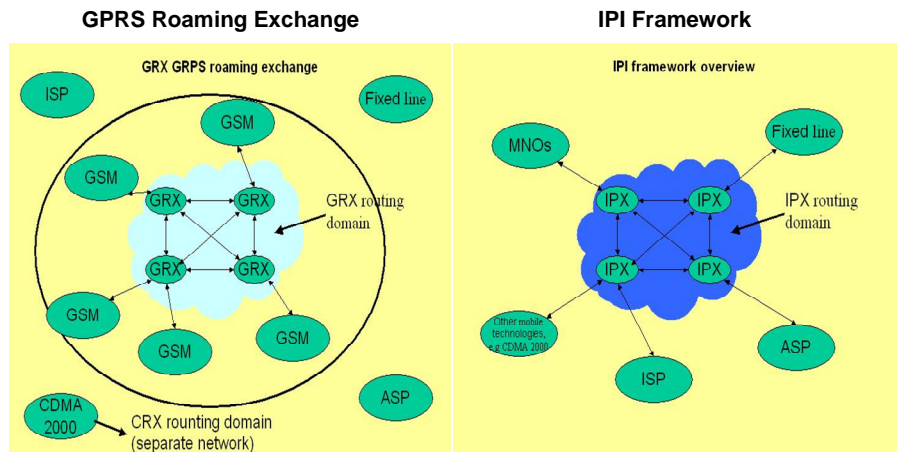 GPRS Roaming Exchange
GRX GRPS roaming exchange
ISP
Fixed line
GSM
GSM
GRX
GRX
GRX routing
domain
GRX
GRX
GSM
GSM
GSM
CDMA
2000
ASP
CRX rounting domain
(separate network)
IPI Framework
IPI framework overview
MNOs
Fixed line
IPX
IPX
IPX routing
domain
IPX
IPX
Other mobile
technologies,
e.g CDMA 2000
ASP
ISP